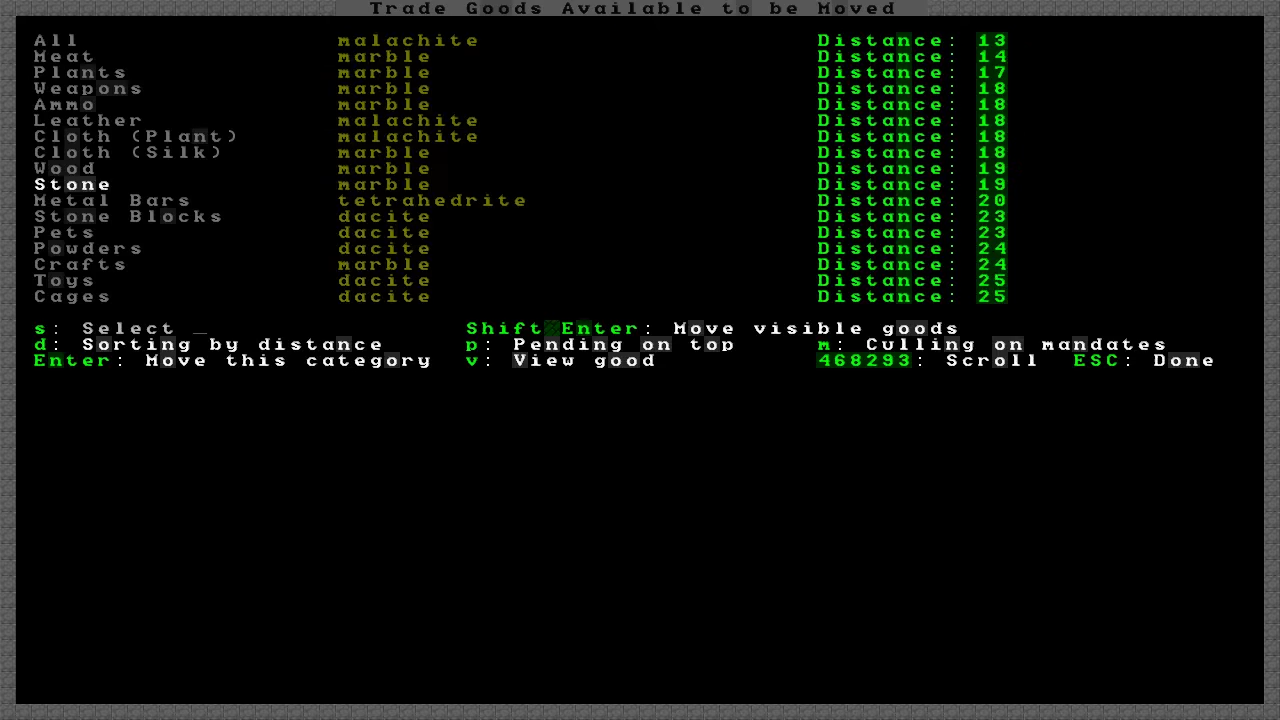 Trade Goods Available to be Moved
All malachite Distance: 13
Meat marble Distance: 14
Plants marble Distance: 17
Weapons marble Distance: 18
Ammo marble Distance: 18
Leather malachite Distance: 18
Cloth (Plant) malachite Distance: 18
Cloth (Silk) marble Distance: 18
Wood marble Distance: 19
Stone marble Distance: 19
Metal Bars tetrahedrite Distance: 20
Stone Blocks dacite Distance: 23
Pets dacite Distance: 23
Powders dacite Distance: 24
Crafts marble Distance: 24
Toys dacite Distance: 25
Cages dacite Distance: 25
s: Select _ Shift Enter: Move visible goods
d: Sorting by distance p: Pending on top m: Culling on mandates
Enter: Move this category v: View good 468293: Scroll ESC: Done